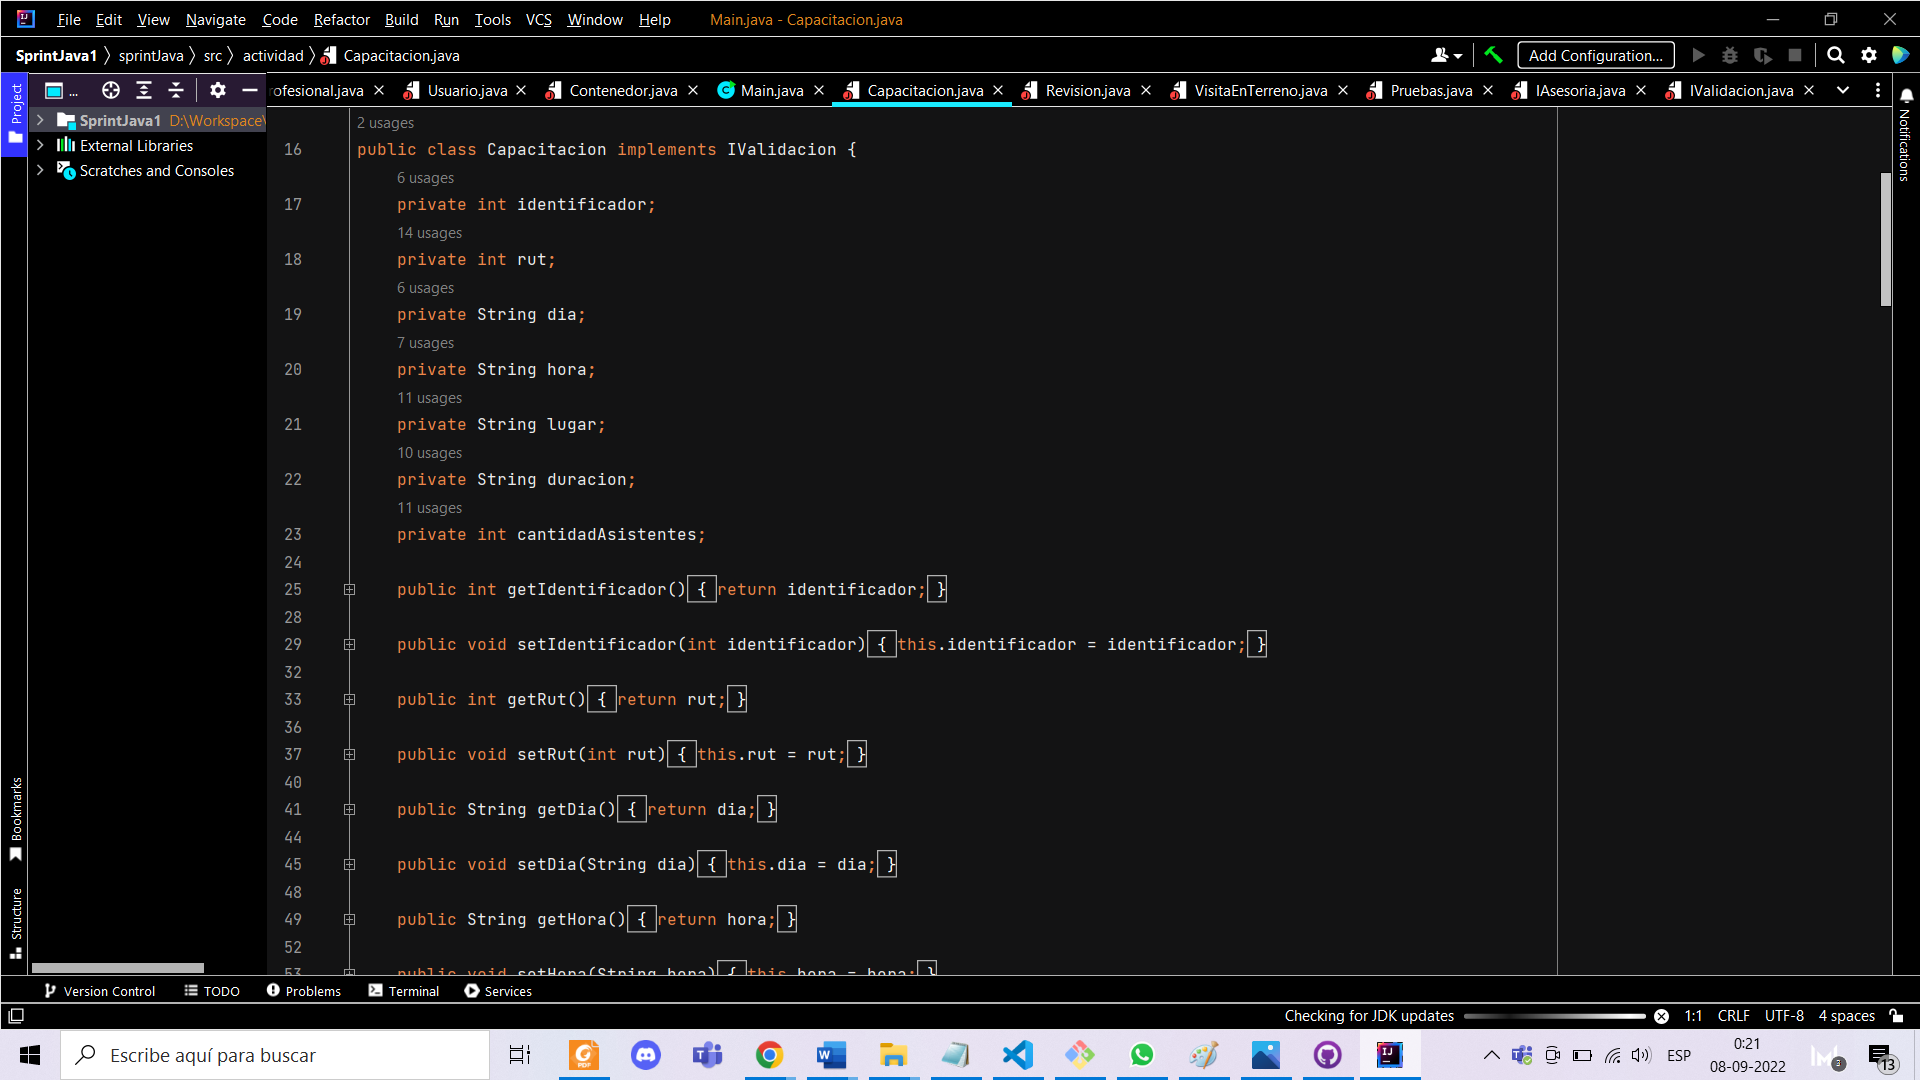 File Edit View Navigate Code Refactor Build Run Tools VCS Window Help Main.java - Capacitacion.java
SprintJava1 sprintJava src actividad Capacitacion.java Add Configuration...
Project ... rofesional.java Usuario.java Contenedor.java Main.java Capacitacion.java Revision.java VisitaEnTerreno.java Pruebas.java IAsesoria.java IValidacion.java Notifications
SprintJava1 D:\Workspace\
External Libraries
Scratches and Consoles
2 usages
16 public class Capacitacion implements IValidacion {
6 usages
17 private int identificador;
14 usages
18 private int rut;
6 usages
19 private String dia;
7 usages
20 private String hora;
11 usages
21 private String lugar;
10 usages
22 private String duracion;
11 usages
23 private int cantidadAsistentes;
24
25 public int getIdentificador() { return identificador; }
28
29 public void setIdentificador(int identificador) { this.identificador = identificador; }
32
33 public int getRut() { return rut; }
36
37 public void setRut(int rut) { this.rut = rut; }
40
41 public String getDia() { return dia; }
44
45 public void setDia(String dia) { this.dia = dia; }
48
49 public String getHora() { return hora; }
52
53 public void setHora(String hora) { this.hora = hora; }
Bookmarks
Structure
Version Control TODO Problems Terminal Services
Checking for JDK updates 1:1 CRLF UTF-8 4 spaces
Escribe aquí para buscar
ESP 0:21
08-09-2022
3
13